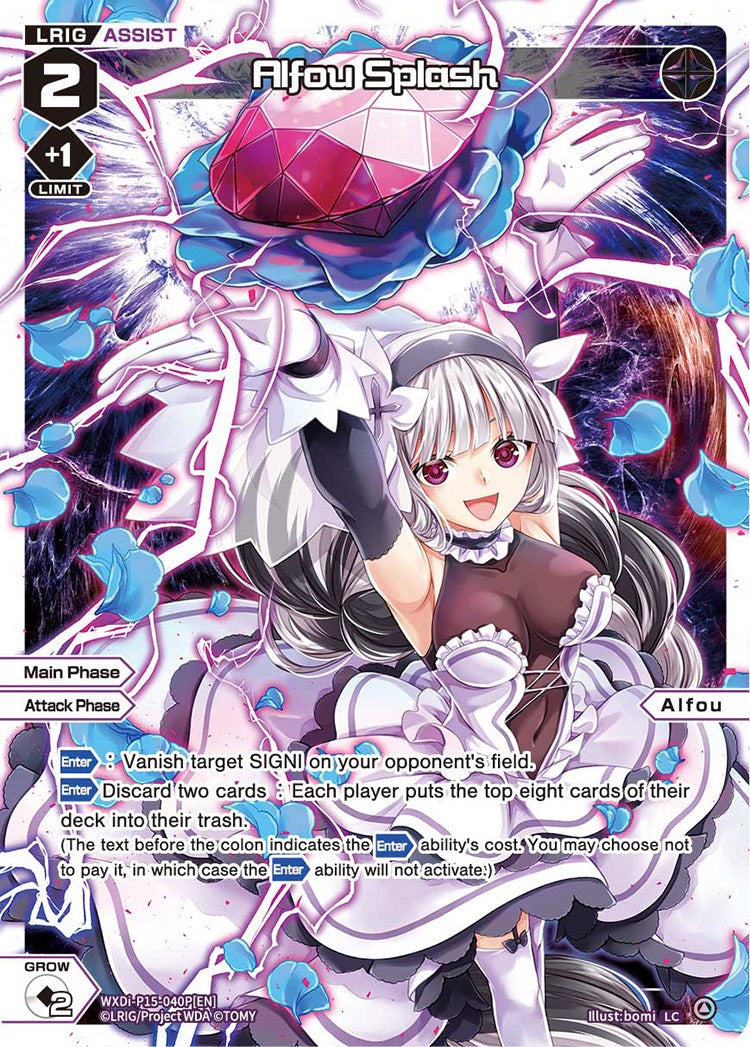 LRIG ASSIST
Alfou Splash
2
+1
LIMIT
Main Phase
Attack Phase
Alfou
Enter : Vanish target SIGNI on your opponent's field.
Enter Discard two cards : Each player puts the top eight cards of their
deck into their trash.
(The text before the colon indicates the Enter ability's cost. You may choose not
to pay it, in which case the Enter ability will not activate.)
GROW
2
WXDi-P15-040P[EN]
©LRIG/Project WDA ©TOMY
Illust:bomi LC